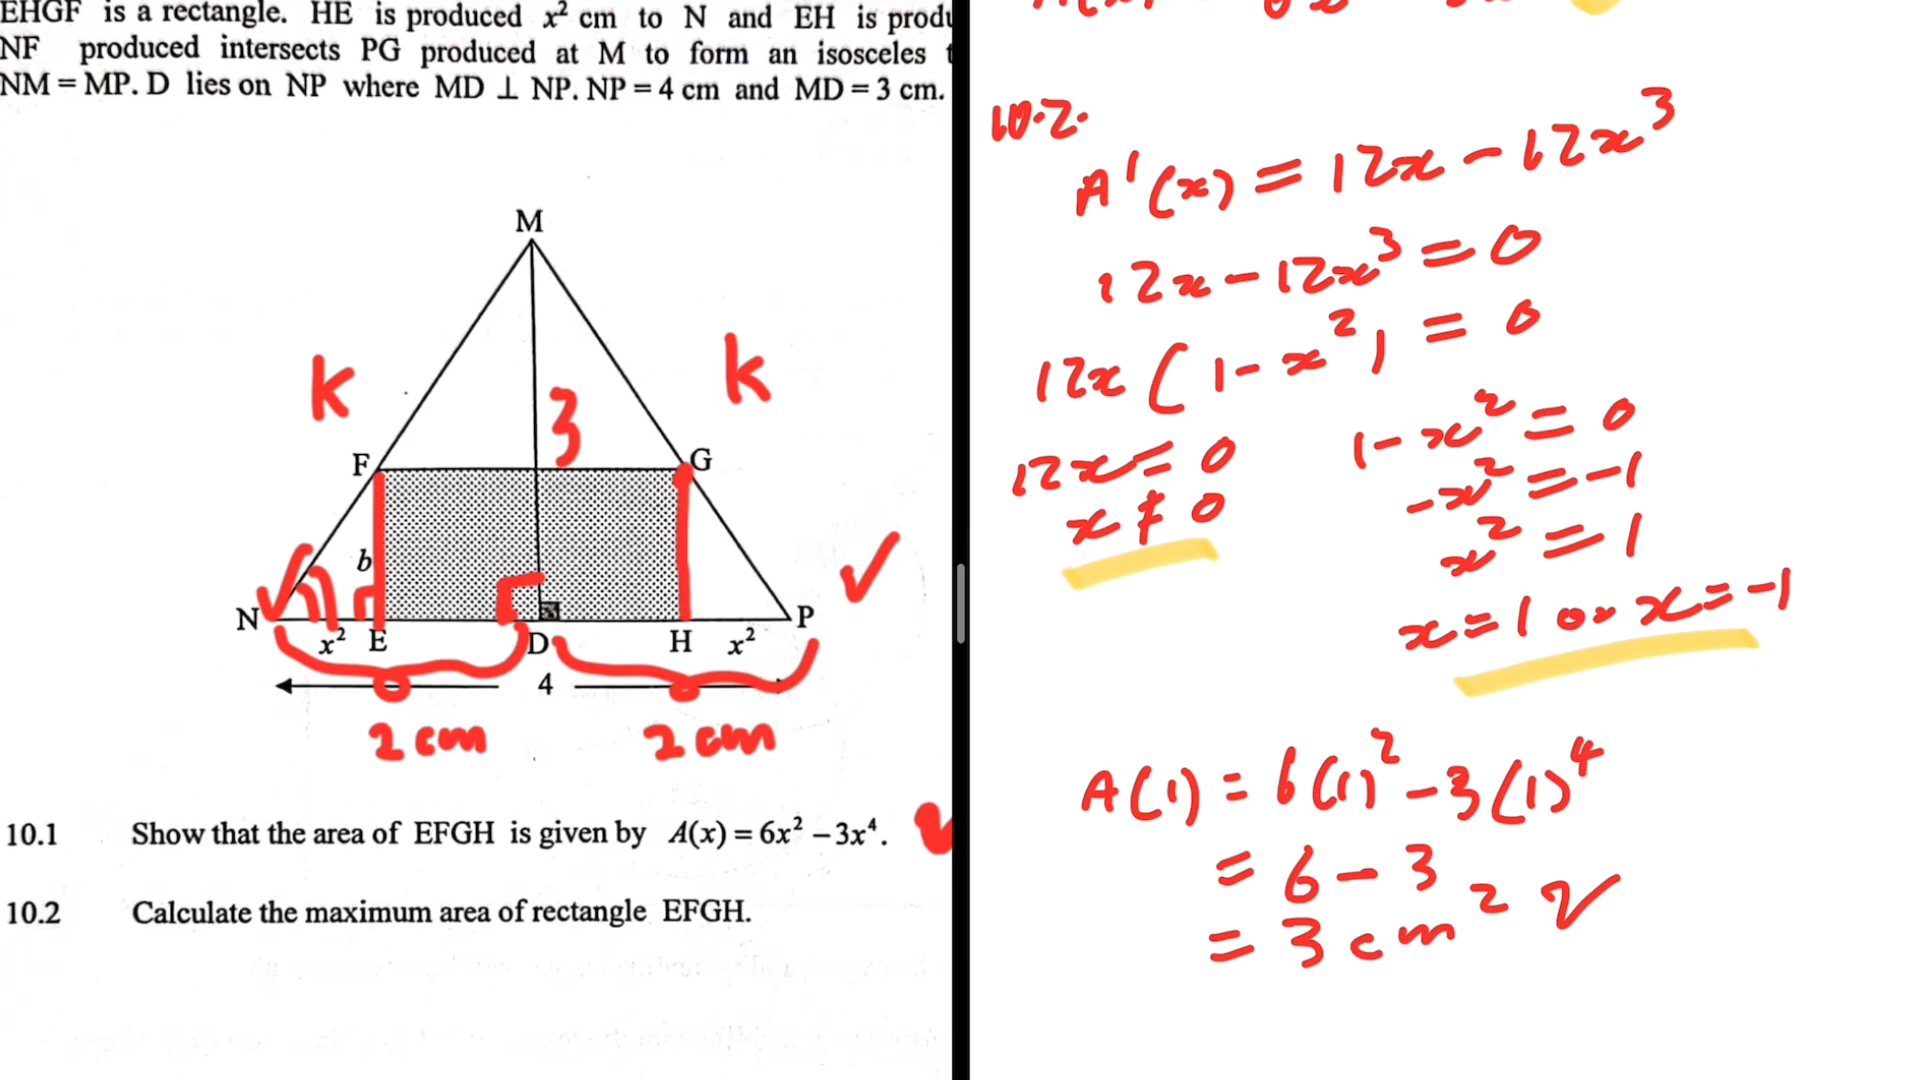 EHGF is a rectangle. HE is produced x² cm to N and EH is
NF produced intersects PG produced at M to form an isosceles
NM = MP. D lies on NP where MD ⊥ NP. NP = 4 cm and MD = 3 cm.
M
k
k
3
F
G
b
N
P
x²
E
D
H
x²
4
2 cm
2 cm
10.1 Show that the area of EFGH is given by A(x) = 6x² – 3x⁴.
10.2 Calculate the maximum area of rectangle EFGH.
10.2.
A'(x) = 12x – 12x³
12x – 12x³ = 0
12x (1 – x²) = 0
12x = 0
x ≠ 0
1 – x² = 0
-x² = -1
x² = 1
x = 1 or x = -1
A(1) = 6(1)² – 3(1)⁴
= 6 – 3
= 3 cm²